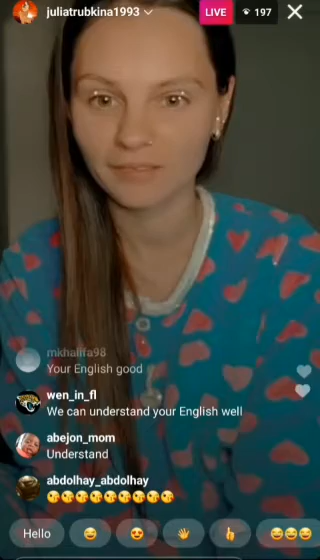 juliatrubkina1993
LIVE
197
mkhalifa98
Your English good
wen_in_fl
We can understand your English well
abejon_mom
Understand
abdolhay_abdolhay
😘😘😘😘😘😘😘😘😘
Hello 😂 😍 👋 👍 😂😂😂